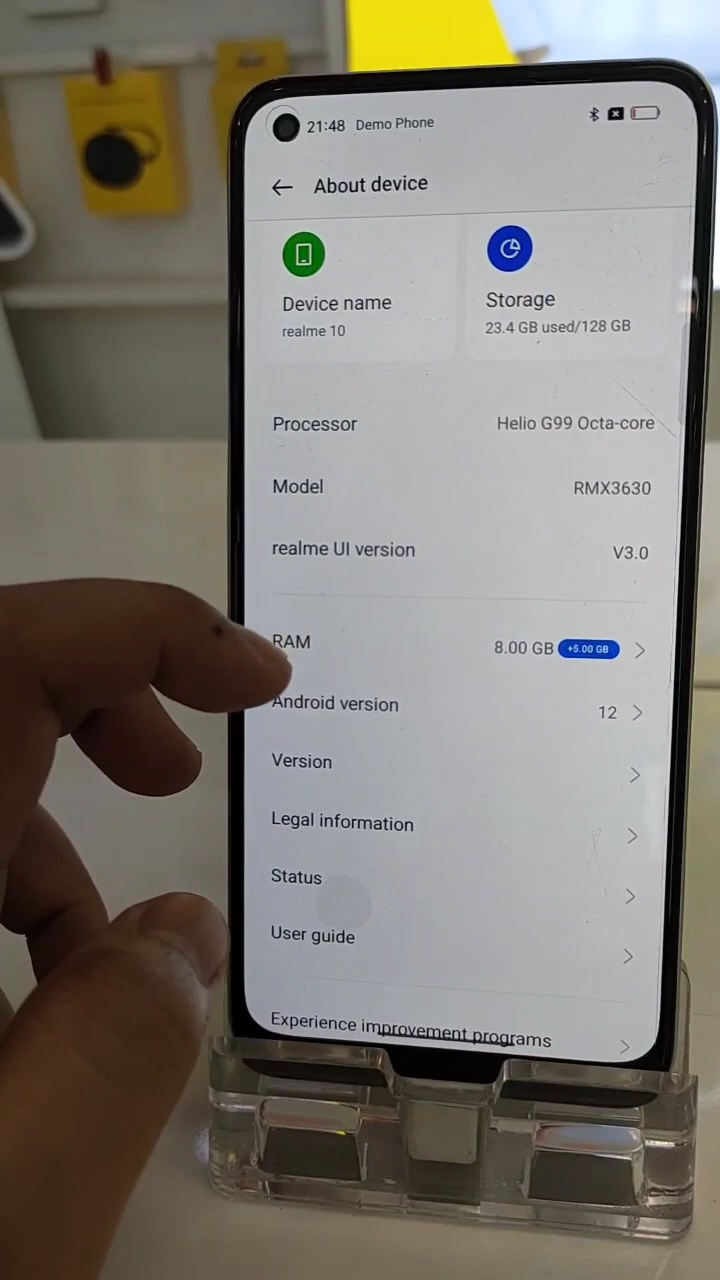 21:48 Demo Phone
About device
Device name
realme 10
Storage
23.4 GB used/128 GB
Processor
Helio G99 Octa-core
Model
RMX3630
realme UI version
V3.0
RAM
8.00 GB +5.00 GB
Android version
12
Version
Legal information
Status
User guide
Experience improvement programs